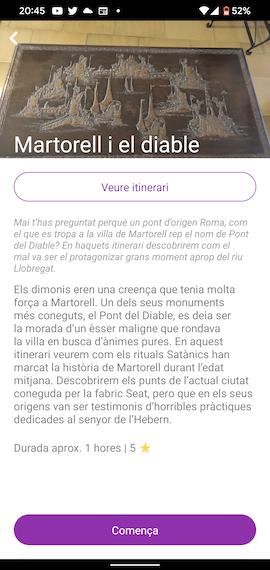 20:45
52%
Martorell i el diable
Veure itinerari
Mai t'has preguntat perquè un pont d'origen Roma, com
el que es tropa a la villa de Martorell rep el nom de Pont
del Diable? En haquets itinerari descobrirem com el
mal va ser el protagonizar grans moment aprop del riu
Llobregat.
Els dimonis eren una creença que tenia molta
força a Martorell. Un dels seus monuments
més coneguts, el Pont del Diable, es deia ser
la morada d'un èsser maligne que rondava
la villa en busca d'ànimes pures. En aquest
itinerari veurem com els rituals Satànics han
marcat la història de Martorell durant l'edat
mitjana. Descobrirem els punts de l'actual ciutat
coneguda per la fabric Seat, pero que en els seus
origens van ser testimonis d'horribles pràctiques
dedicades al senyor de l'Hebern.
Durada aprox. 1 hores | 5 ⭐
Comença